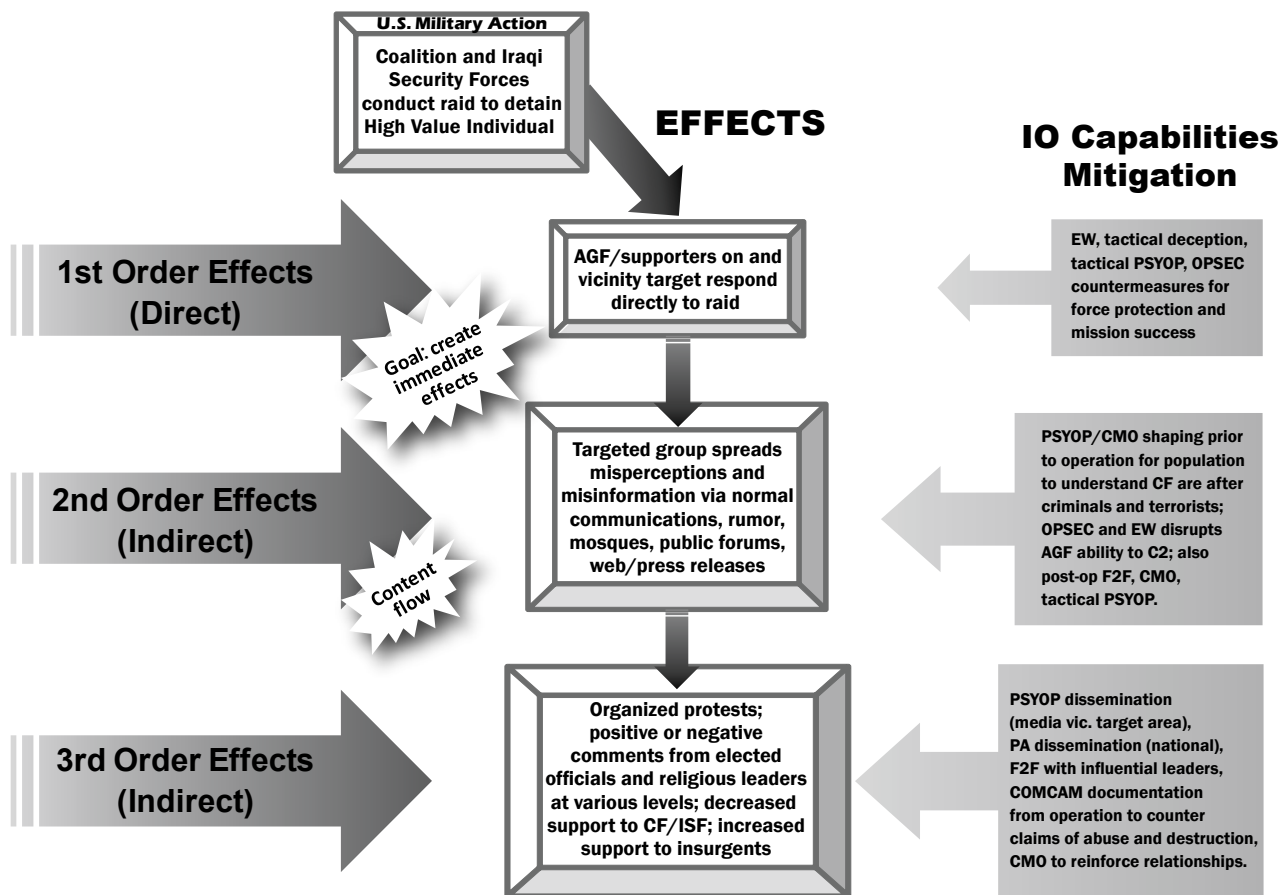 U.S. Military Action
Coalition and Iraqi
Security Forces
conduct raid to detain
High Value Individual
EFFECTS
IO Capabilities
Mitigation
1st Order Effects
(Direct)
Goal: create
immediate
effects
AGF/supporters on and
vicinity target respond
directly to raid
EW, tactical deception,
tactical PSYOP, OPSEC
countermeasures for
force protection and
mission success
2nd Order Effects
(Indirect)
Content
flow
Targeted group spreads
misperceptions and
misinformation via normal
communications, rumor,
mosques, public forums,
web/press releases
PSYOP/CMO shaping prior
to operation for population
to understand CF are after
criminals and terrorists;
OPSEC and EW disrupts
AGF ability to C2; also
post-op F2F, CMO,
tactical PSYOP.
3rd Order Effects
(Indirect)
Organized protests;
positive or negative
comments from elected
officials and religious leaders
at various levels; decreased
support to CF/ISF; increased
support to insurgents
PSYOP dissemination
(media vic. target area),
PA dissemination (national),
F2F with influential leaders,
COMCAM documentation
from operation to counter
claims of abuse and destruction,
CMO to reinforce relationships.